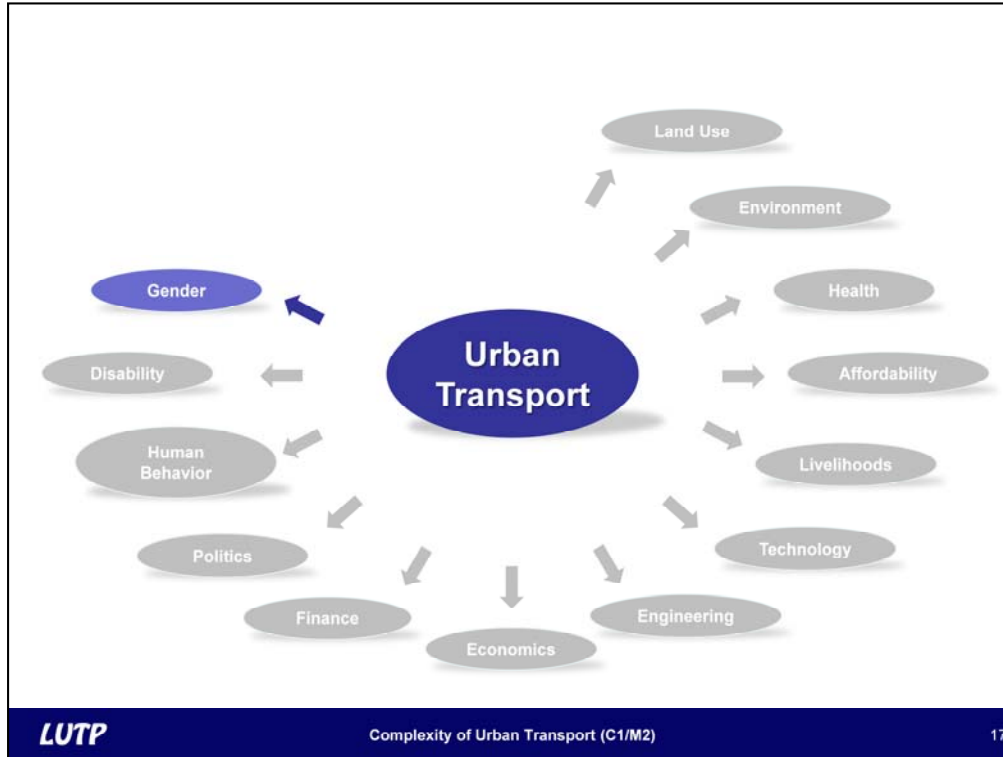 Land Use
Environment
Gender
Health
Urban
Transport
Disability
Affordability
Human
Behavior
Livelihoods
Politics
Technology
Finance
Engineering
Economics
LUTP
Complexity of Urban Transport (C1/M2)
17